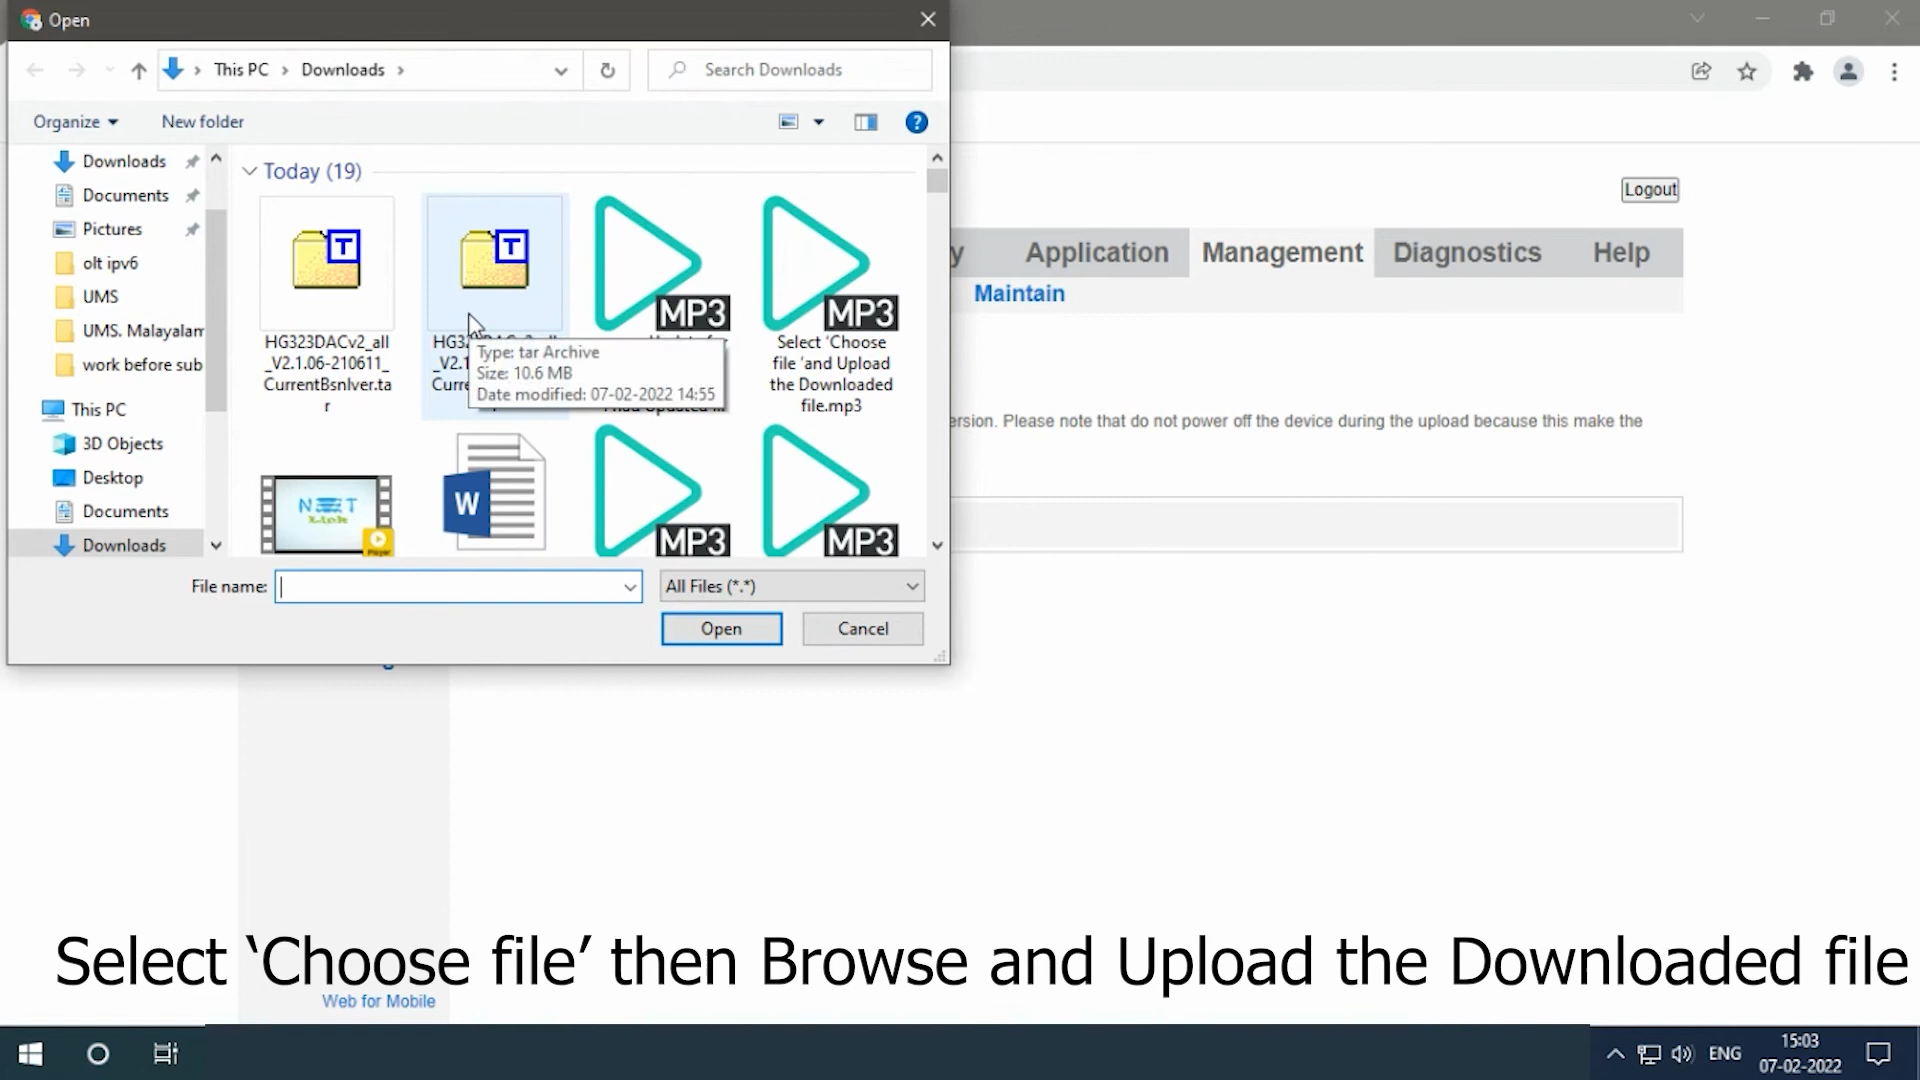 Open
This PC
Downloads
Search Downloads
Organize
New folder
Downloads
Documents
Pictures
olt ipv6
UMS
UMS. Malayalam
work before sub
This PC
3D Objects
Desktop
Documents
Downloads
Today (19)
HG323DACv2_all
_V2.1.06-210611_
CurrentBsnlver.ta
r
Type: tar Archive
Size: 10.6 MB
Date modified: 07-02-2022 14:55
MP3
MP3
Select 'Choose
file 'and Upload
the Downloaded
file.mp3
W
MP3
MP3
File name:
All Files (*.*)
Open
Cancel
Logout
y
Application
Management
Diagnostics
Help
Maintain
ersion. Please note that do not power off the device during the upload because this make the
Select ‘Choose file’ then Browse and Upload the Downloaded file
Web for Mobile
ENG
15:03
07-02-2022